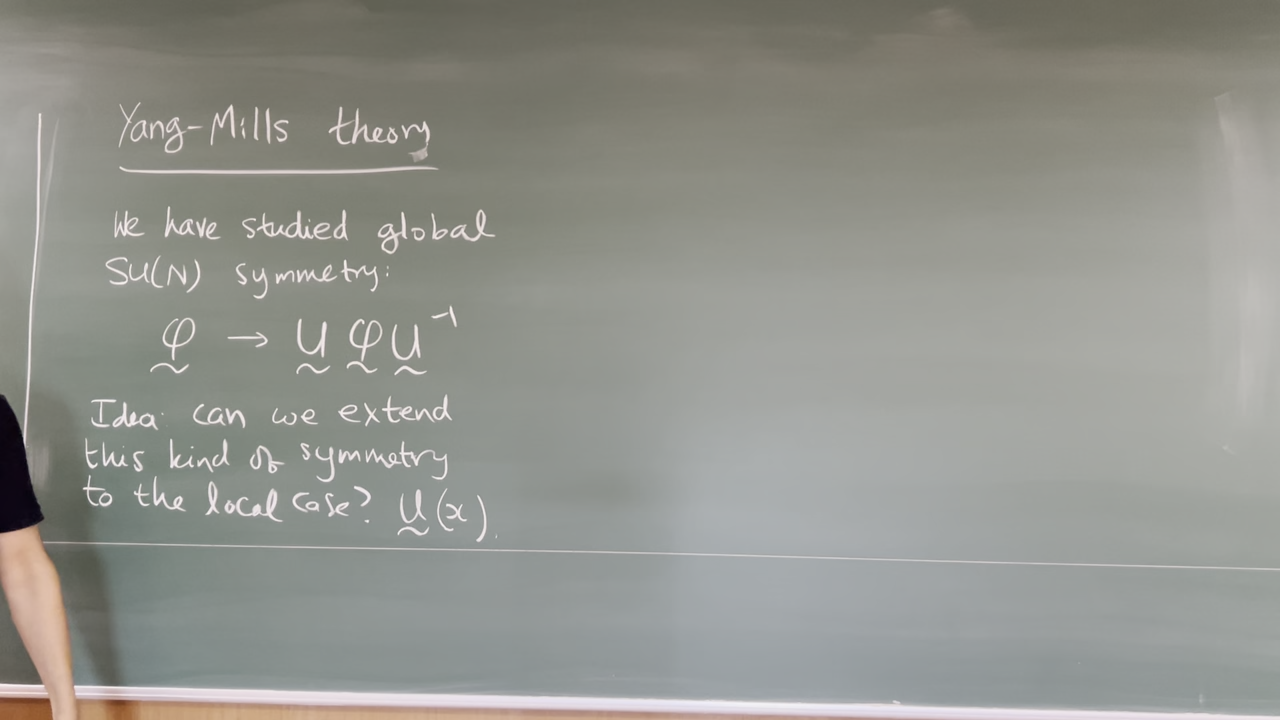 Yang-Mills theory
We have studied global
SU(N) symmetry:
φ → U φ U⁻¹
Idea: can we extend
this kind of symmetry
to the local case? U(x).